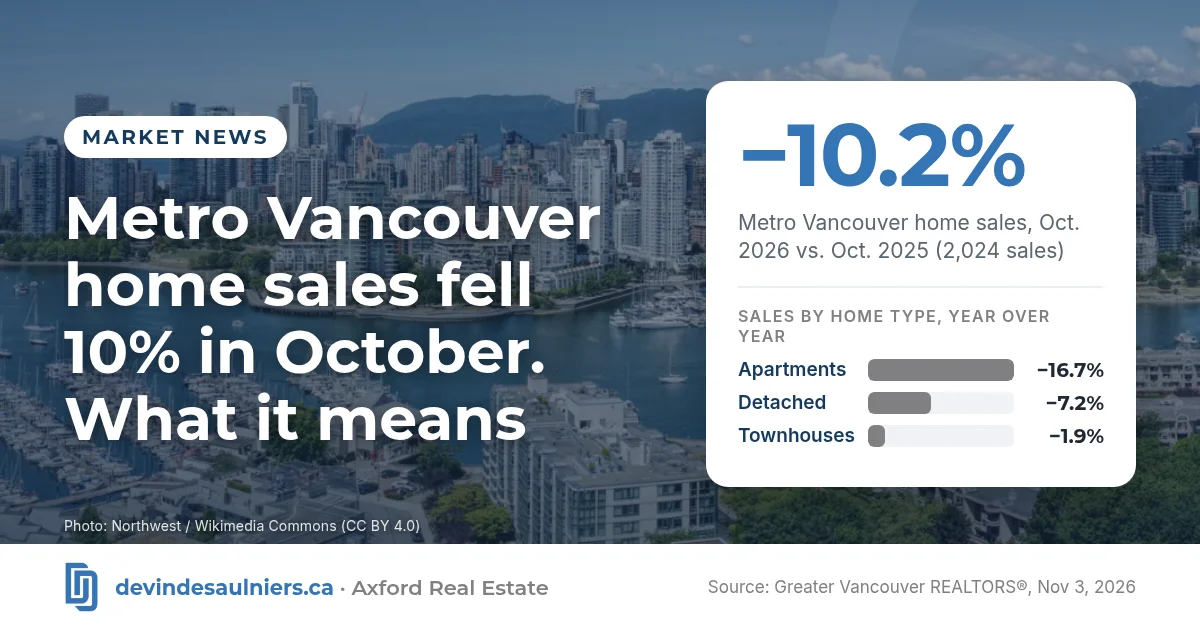 MARKET NEWS
Metro Vancouver
home sales fell
10% in October.
What it means
Photo: Northwest / Wikimedia Commons (CC BY 4.0)
−10.2%
Metro Vancouver home sales, Oct.
2026 vs. Oct. 2025 (2,024 sales)
SALES BY HOME TYPE, YEAR OVER
YEAR
Apartments −16.7%
Detached −7.2%
Townhouses −1.9%
devindesaulniers.ca · Axford Real Estate
Source: Greater Vancouver REALTORS®, Nov 3, 2026